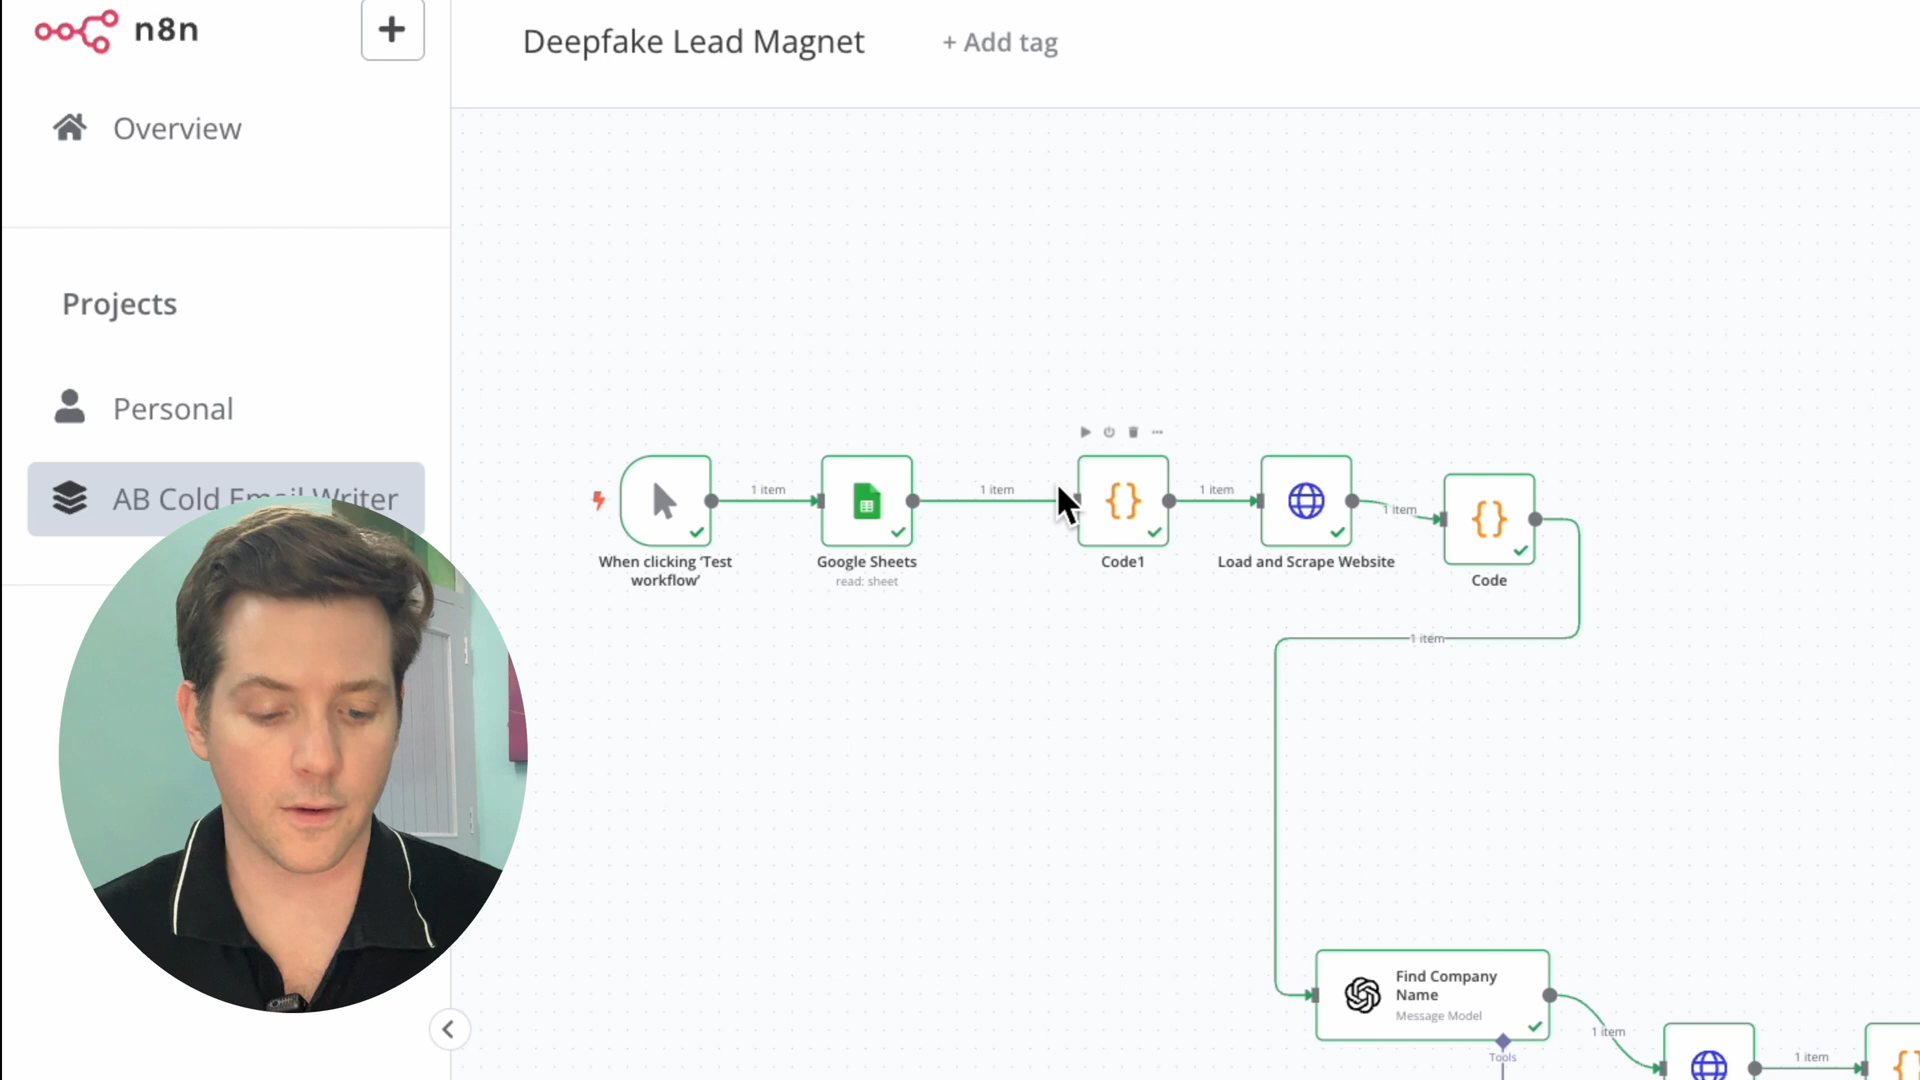 n8n
Deepfake Lead Magnet
+ Add tag
Overview
Projects
Personal
AB Cold Email Writer
1 item
1 item
1 item
1 item
When clicking ‘Test
workflow’
Google Sheets
read: sheet
Code1
Load and Scrape Website
Code
1 item
Find Company
Name
Message Model
1 item
1 item
Tools